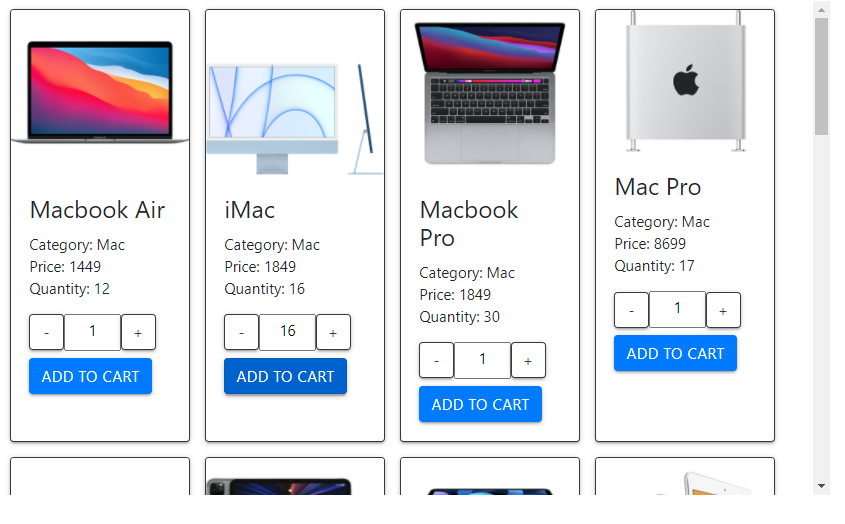 Macbook Air
Category: Mac
Price: 1449
Quantity: 12
- 1 +
ADD TO CART
iMac
Category: Mac
Price: 1849
Quantity: 16
- 16 +
ADD TO CART
Macbook
Pro
Category: Mac
Price: 1849
Quantity: 30
- 1 +
ADD TO CART
Mac Pro
Category: Mac
Price: 8699
Quantity: 17
- 1 +
ADD TO CART